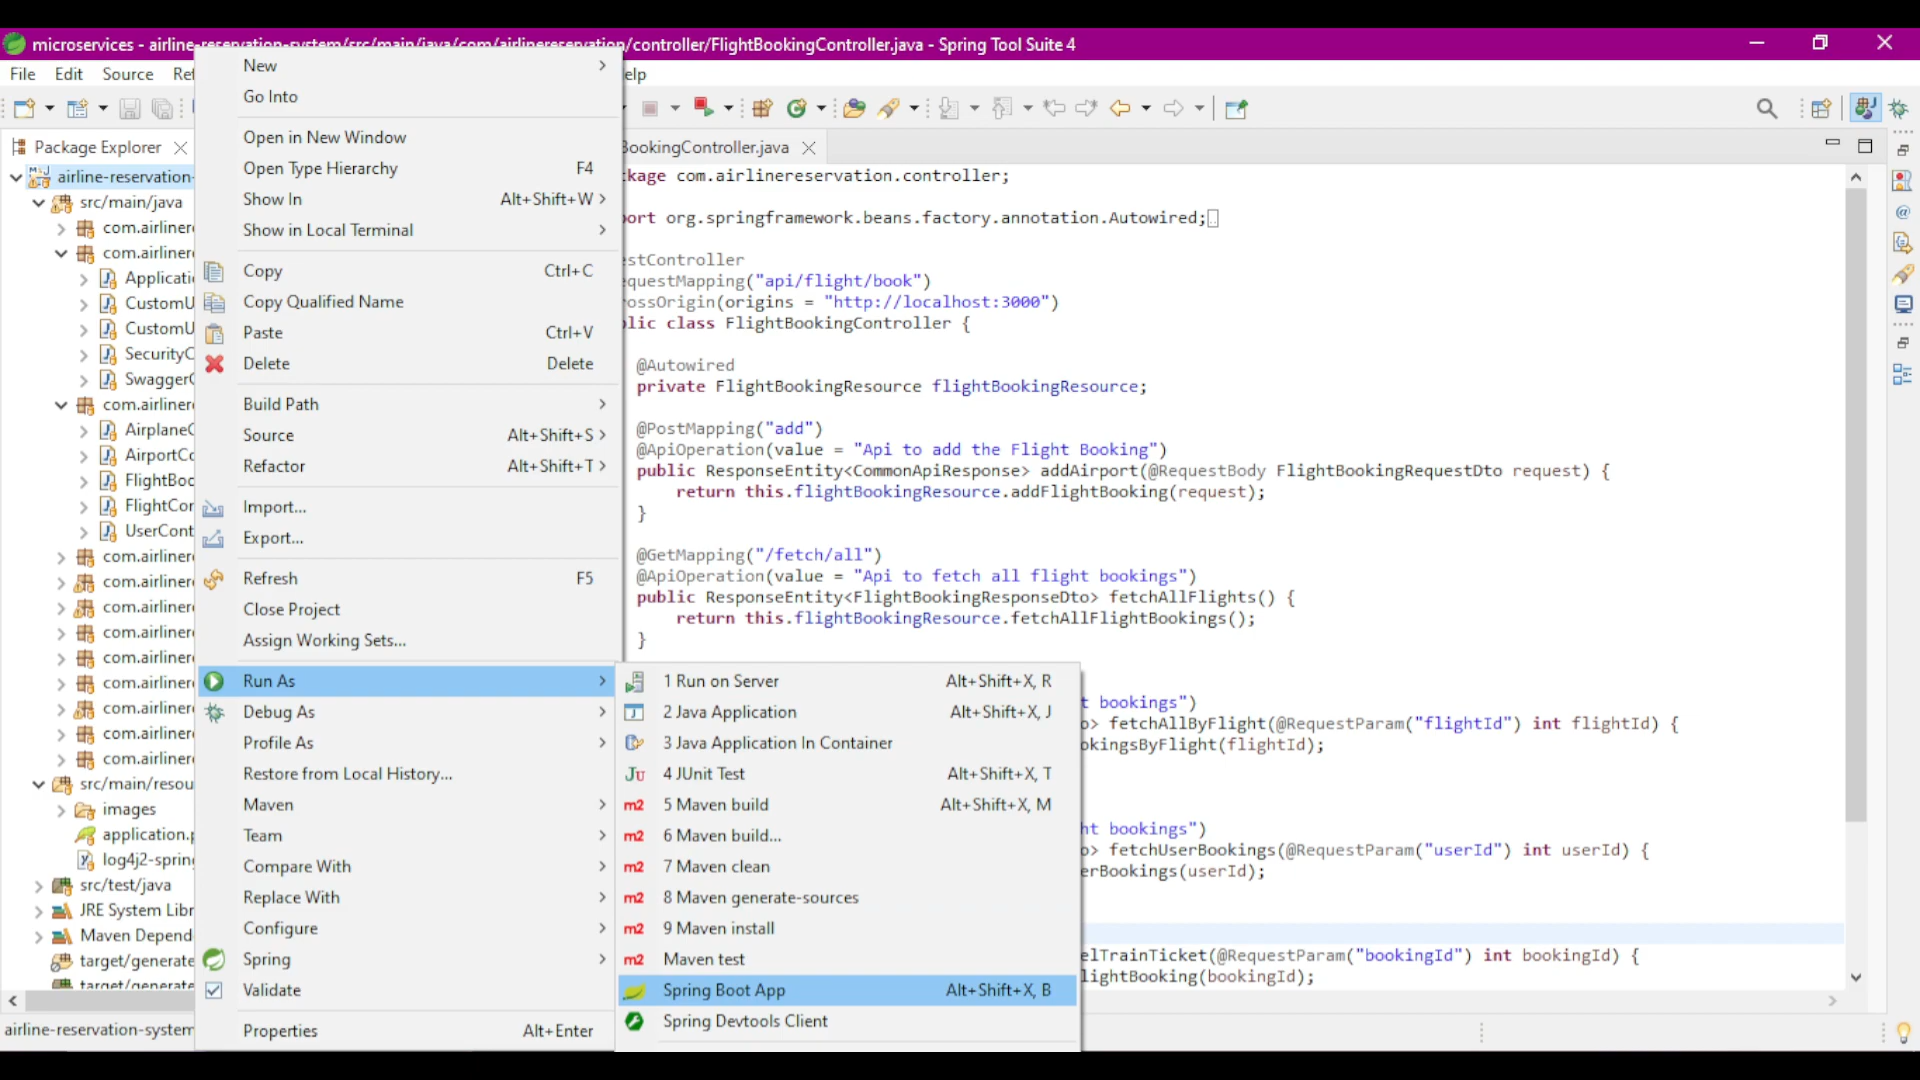 microservices - airline-reservation-system/src/main/java/com/airlinereservation/controller/FlightBookingController.java - Spring Tool Suite 4
File Edit Source Ref elp
Package Explorer
BookingController.java
airline-reservation-
src/main/java
com.airliner
com.airliner
Applicati
CustomU
CustomU
SecurityC
SwaggerC
com.airliner
AirplaneC
AirportCo
FlightBoo
FlightCor
UserCont
com.airliner
com.airliner
com.airliner
com.airliner
com.airliner
com.airliner
com.airliner
com.airliner
com.airliner
src/main/resou
images
application.p
log4j2-spring
src/test/java
JRE System Libr
Maven Depend
target/generate
target/generate
airline-reservation-system
New
Go Into
Open in New Window
Open Type Hierarchy F4
Show In Alt+Shift+W
Show in Local Terminal
Copy Ctrl+C
Copy Qualified Name
Paste Ctrl+V
Delete Delete
Build Path
Source Alt+Shift+S
Refactor Alt+Shift+T
Import...
Export...
Refresh F5
Close Project
Assign Working Sets...
Run As
Debug As
Profile As
Restore from Local History...
Maven
Team
Compare With
Replace With
Configure
Spring
Validate
Properties Alt+Enter
1 Run on Server Alt+Shift+X, R
2 Java Application Alt+Shift+X, J
3 Java Application In Container
4 JUnit Test Alt+Shift+X, T
5 Maven build Alt+Shift+X, M
6 Maven build...
7 Maven clean
8 Maven generate-sources
9 Maven install
Maven test
Spring Boot App Alt+Shift+X, B
Spring Devtools Client
kage com.airlinereservation.controller;
ort org.springframework.beans.factory.annotation.Autowired;
stController
questMapping("api/flight/book")
rossOrigin(origins = "http://localhost:3000")
lic class FlightBookingController {
@Autowired
private FlightBookingResource flightBookingResource;
@PostMapping("add")
@ApiOperation(value = "Api to add the Flight Booking")
public ResponseEntity<CommonApiResponse> addAirport(@RequestBody FlightBookingRequestDto request) {
return this.flightBookingResource.addFlightBooking(request);
}
@GetMapping("/fetch/all")
@ApiOperation(value = "Api to fetch all flight bookings")
public ResponseEntity<FlightBookingResponseDto> fetchAllFlights() {
return this.flightBookingResource.fetchAllFlightBookings();
}
t bookings")
o> fetchAllByFlight(@RequestParam("flightId") int flightId) {
okingsByFlight(flightId);
ht bookings")
o> fetchUserBookings(@RequestParam("userId") int userId) {
erBookings(userId);
elTrainTicket(@RequestParam("bookingId") int bookingId) {
lightBooking(bookingId);